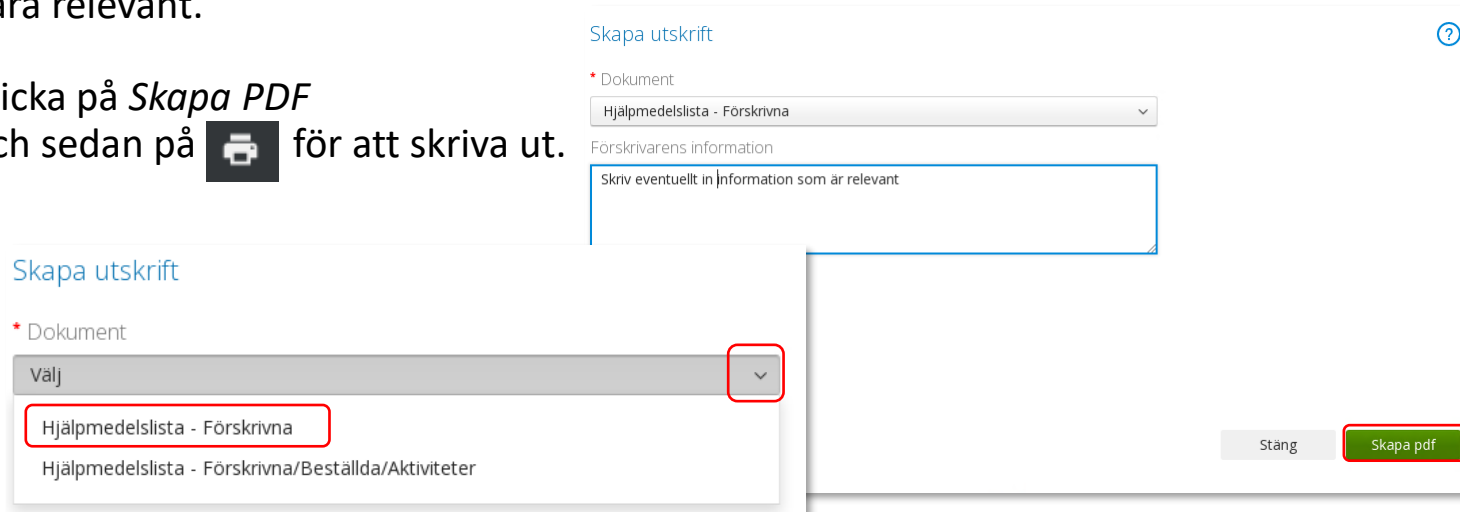 ara relevant.
icka på Skapa PDF
ch sedan på för att skriva ut.
Skapa utskrift
* Dokument
Hjälpmedelslista - Förskrivna
Förskrivarens information
Skriv eventuellt in information som är relevant
Stäng
Skapa pdf
Skapa utskrift
* Dokument
Välj
Hjälpmedelslista - Förskrivna
Hjälpmedelslista - Förskrivna/Beställda/Aktiviteter